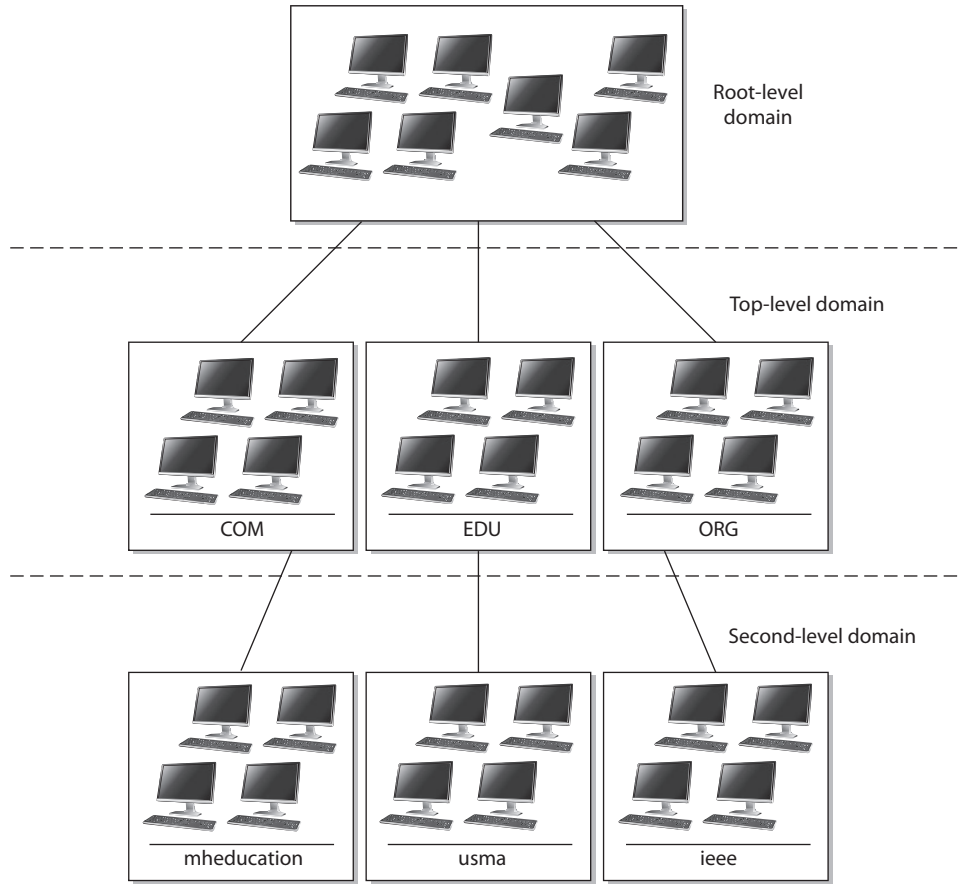 Root-level
domain
Top-level domain
COM
EDU
ORG
Second-level domain
mheducation
usma
ieee